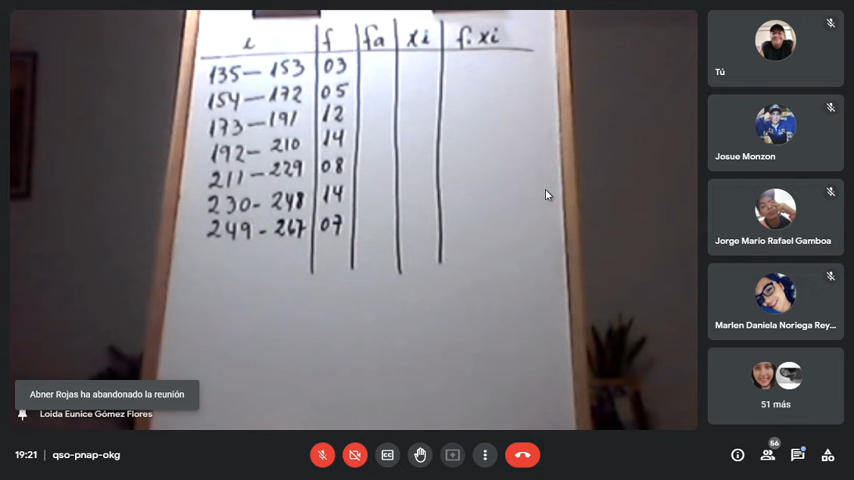 i f fa xi f.xi
135 - 153 03
154 - 172 05
173 - 191 12
192 - 210 14
211 - 229 08
230 - 248 14
249 - 267 07
Tú
Josue Monzon
Jorge Mario Rafael Gamboa
Marlen Daniela Noriega Rey...
51 más
Abner Rojas ha abandonado la reunión
Loida Eunice Gómez Flores
19:21 | qso-pnap-okg
CC
56